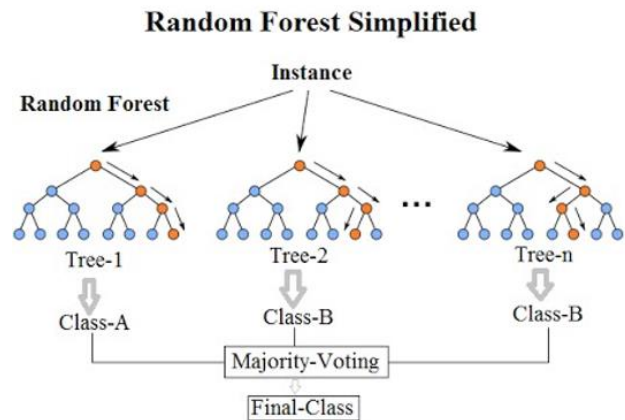 Random Forest Simplified
Instance
Random Forest
...
Tree-1
Tree-2
Tree-n
Class-A
Class-B
Class-B
Majority-Voting
Final-Class